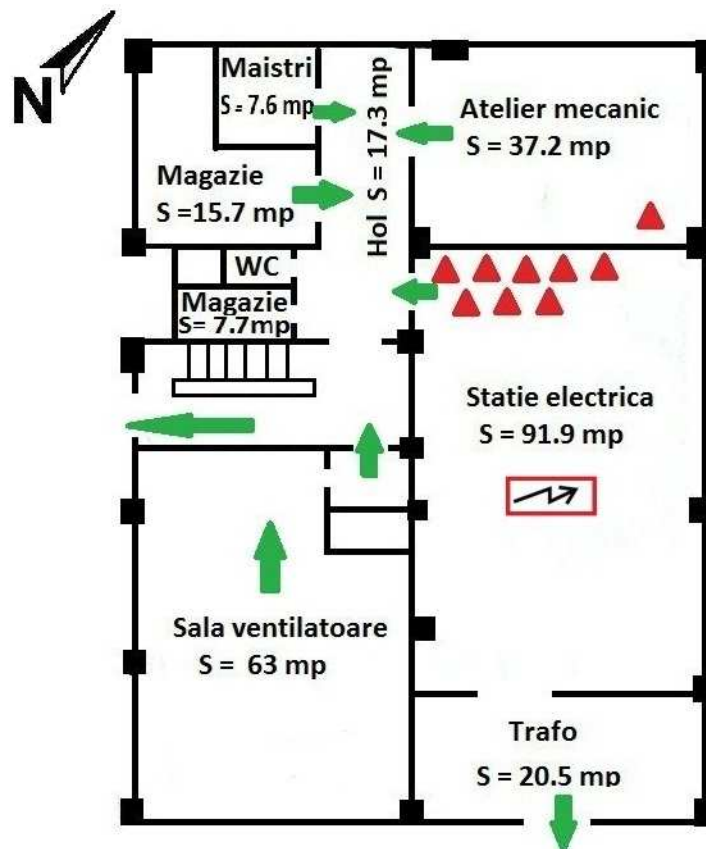 N
Maistri
S = 7.6 mp
Hol S = 17.3 mp
Atelier mecanic
S = 37.2 mp
Magazie
S =15.7 mp
WC
Magazie
S= 7.7mp
Statie electrica
S = 91.9 mp
Sala ventilatoare
S = 63 mp
Trafo
S = 20.5 mp